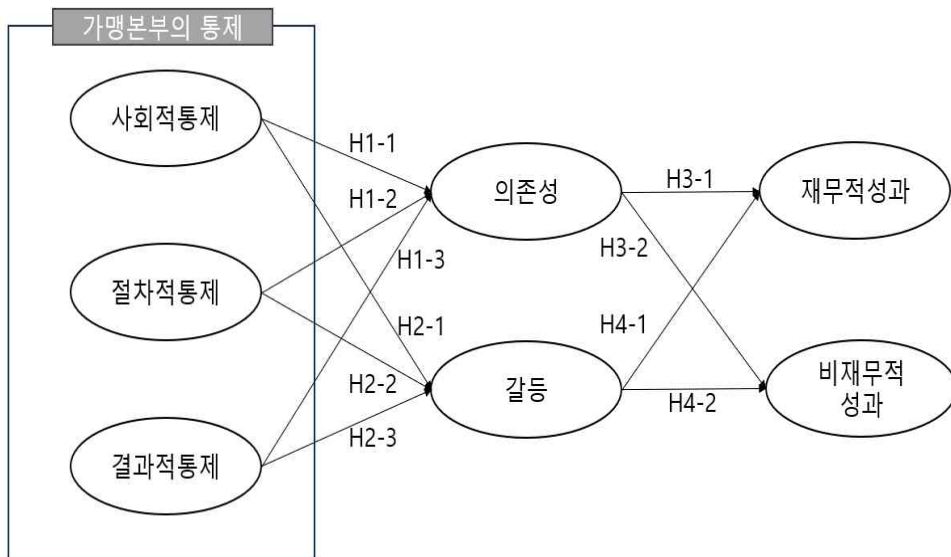 가맹본부의 통제
사회적통제
절차적통제
결과적통제
H1-1
H1-2
H1-3
H2-1
H2-2
H2-3
의존성
갈등
H3-1
H3-2
H4-1
H4-2
재무적성과
비재무적
성과